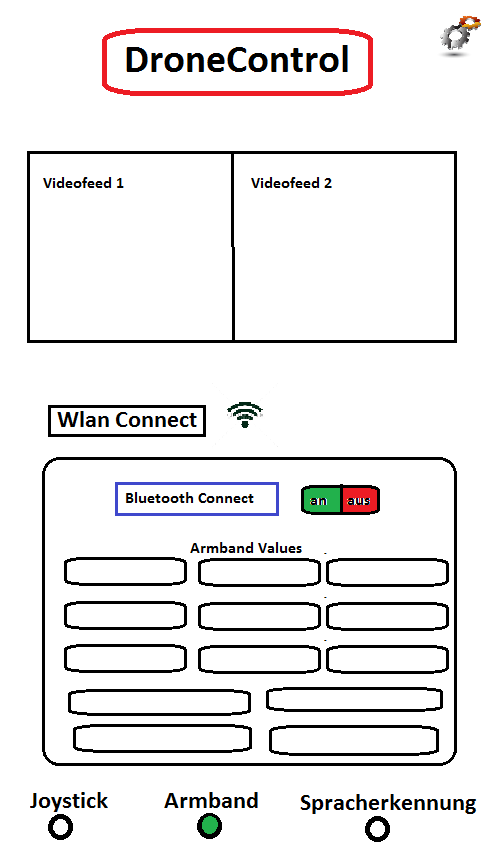 DroneControl
Videofeed 1
Videofeed 2
Wlan Connect
Bluetooth Connect
an aus
Armband Values
Joystick
Armband
Spracherkennung